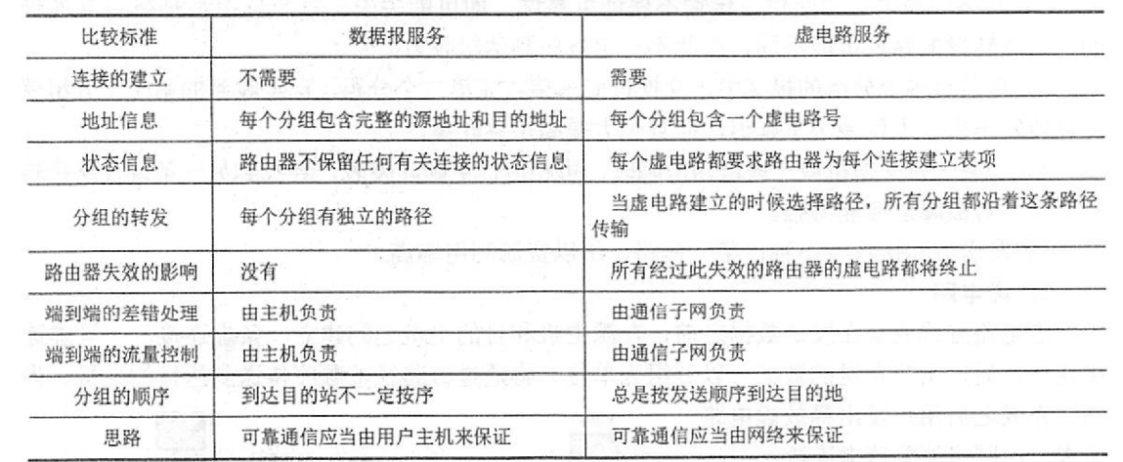 比较标准 数据报服务 虚电路服务
连接的建立 不需要 需要
地址信息 每个分组包含完整的源地址和目的地址 每个分组包含一个虚电路号
状态信息 路由器不保留任何有关连接的状态信息 每个虚电路都要求路由器为每个连接建立表项
分组的转发 每个分组有独立的路径 当虚电路建立的时候选择路径，所有分组都沿着这条路径
传输
路由器失效的影响 没有 所有经过此失效的路由器的虚电路都将终止
端到端的差错处理 由主机负责 由通信子网负责
端到端的流量控制 由主机负责 由通信子网负责
分组的顺序 到达目的站不一定按序 总是按发送顺序到达目的地
思路 可靠通信应当由用户主机来保证 可靠通信应当由网络来保证